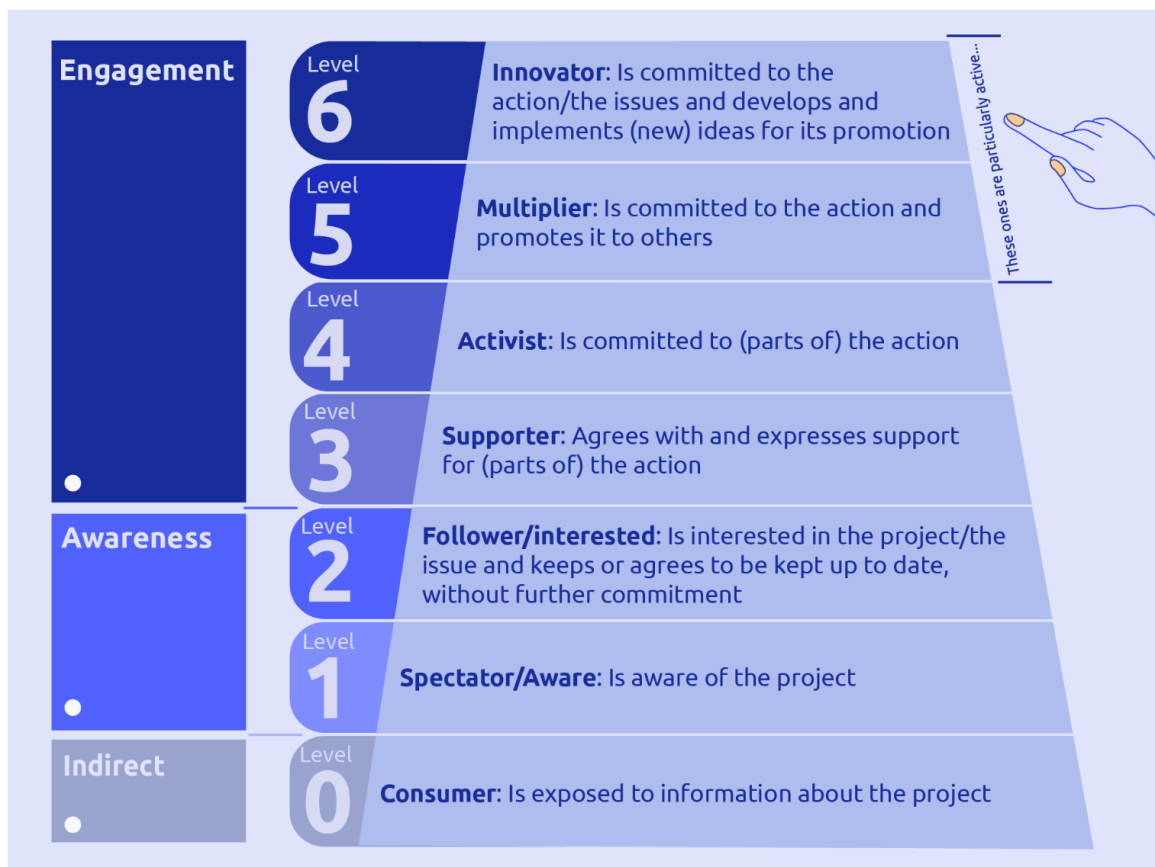 Engagement
Level
6
Innovator: Is committed to the
action/the issues and develops and
implements (new) ideas for its promotion
These ones are particularly active...
Level
5
Multiplier: Is committed to the action and
promotes it to others
Level
4
Activist: Is committed to (parts of) the action
Level
3
Supporter: Agrees with and expresses support
for (parts of) the action
Awareness
Level
2
Follower/interested: Is interested in the project/the
issue and keeps or agrees to be kept up to date,
without further commitment
Level
1
Spectator/Aware: Is aware of the project
Indirect
Level
0
Consumer: Is exposed to information about the project